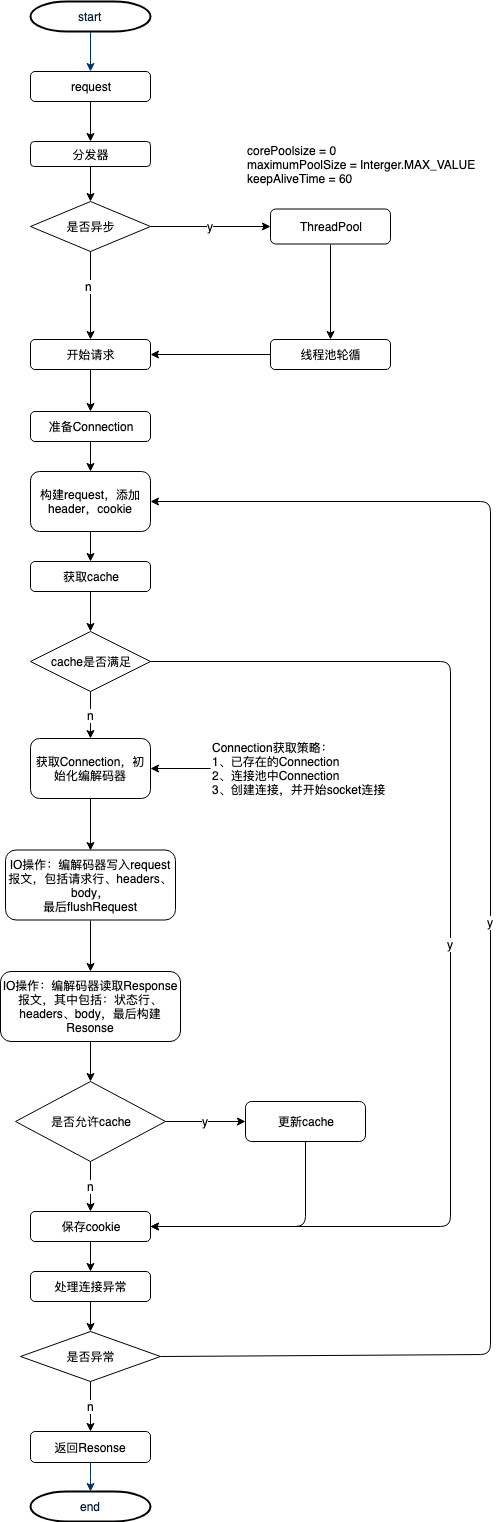 start
request
分发器
corePoolsize = 0
maximumPoolSize = Interger.MAX_VALUE
keepAliveTime = 60
是否异步
y
ThreadPool
n
开始请求
线程池轮循
准备Connection
构建request，添加
header，cookie
获取cache
cache是否满足
n
获取Connection，初
始化编解码器
Connection获取策略：
1、已存在的Connection
2、连接池中Connection
3、创建连接，并开始socket连接
IO操作：编解码器写入request
报文，包括请求行、headers、
body，
最后flushRequest
y
y
IO操作：编解码器读取Response
报文，其中包括：状态行、
headers、body，最后构建
Resonse
是否允许cache
y
更新cache
n
保存cookie
处理连接异常
是否异常
n
返回Resonse
end